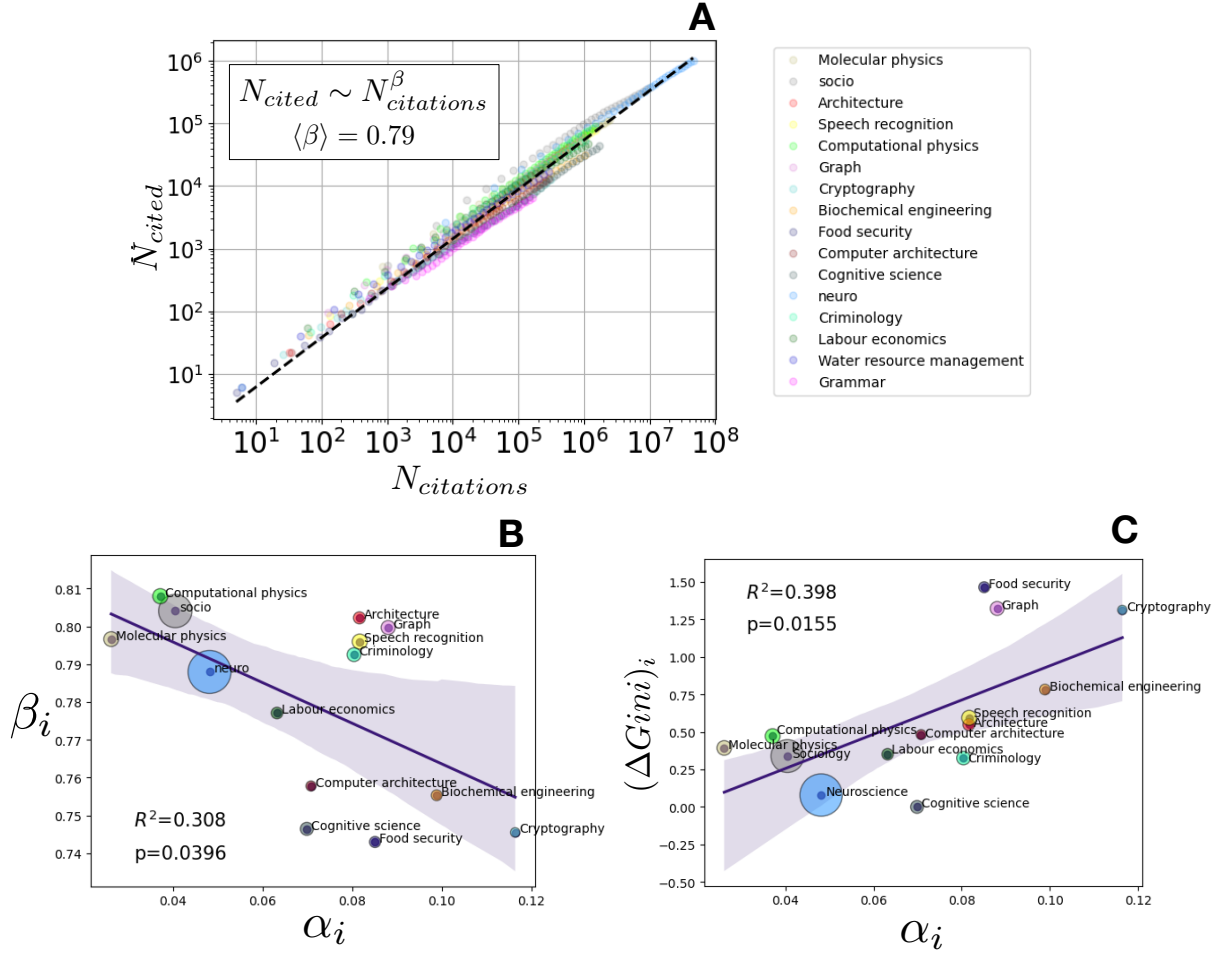 A
N_cited ~ N_citations^β
⟨β⟩ = 0.79
10^6
10^5
10^4
10^3
10^2
10^1
N_cited
10^1 10^2 10^3 10^4 10^5 10^6 10^7 10^8
N_citations
Molecular physics
socio
Architecture
Speech recognition
Computational physics
Graph
Cryptography
Biochemical engineering
Food security
Computer architecture
Cognitive science
neuro
Criminology
Labour economics
Water resource management
Grammar
B
0.81
0.80
0.79
0.78
0.77
0.76
0.75
0.74
β_i
Computational physics
socio
Architecture
Graph
Molecular physics
Speech recognition
Criminology
neuro
Labour economics
Computer architecture
Biochemical engineering
Cognitive science
Cryptography
Food security
R^2=0.308
p=0.0396
0.04 0.06 0.08 0.10 0.12
α_i
C
1.50
1.25
1.00
0.75
0.50
0.25
0.00
−0.25
−0.50
(ΔGini)_i
R^2=0.398
p=0.0155
Food security
Graph
Cryptography
Biochemical engineering
Speech recognition
Architecture
Computational physics
Computer architecture
Molecular physics
Sociology
Labour economics
Criminology
Neuroscience
Cognitive science
0.04 0.06 0.08 0.10 0.12
α_i